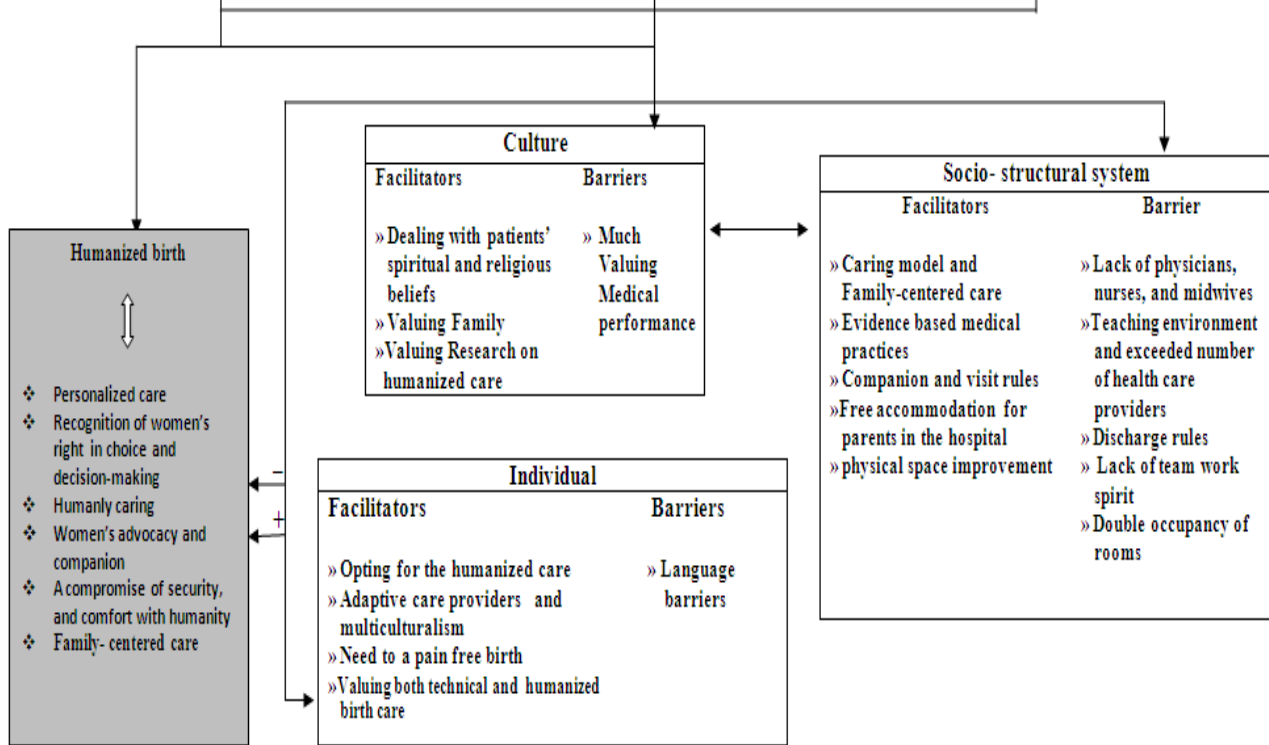 Culture
Facilitators Barriers
» Dealing with patients'
spiritual and religious
beliefs
» Valuing Family
»Valuing Research on
humanized care
» Much
Valuing
Medical
performance
Socio- structural system
Facilitators Barrier
» Caring model and
Family-centered care
» Evidence based medical
practices
» Companion and visit rules
»Free accommodation for
parents in the hospital
» physical space improvement
» Lack of physicians,
nurses, and midwives
» Teaching environment
and exceeded number
of health care
providers
» Discharge rules
» Lack of team work
spirit
» Double occupancy of
rooms
Humanized birth
❖ Personalized care
❖ Recognition of women's
right in choice and
decision-making
❖ Humanly caring
❖ Women's advocacy and
companion
❖ A compromise of security,
and comfort with humanity
❖ Family- centered care
–
+
Individual
Facilitators Barriers
» Opting for the humanized care
» Adaptive care providers and
multiculturalism
» Need to a pain free birth
»Valuing both technical and humanized
birth care
» Language
barriers